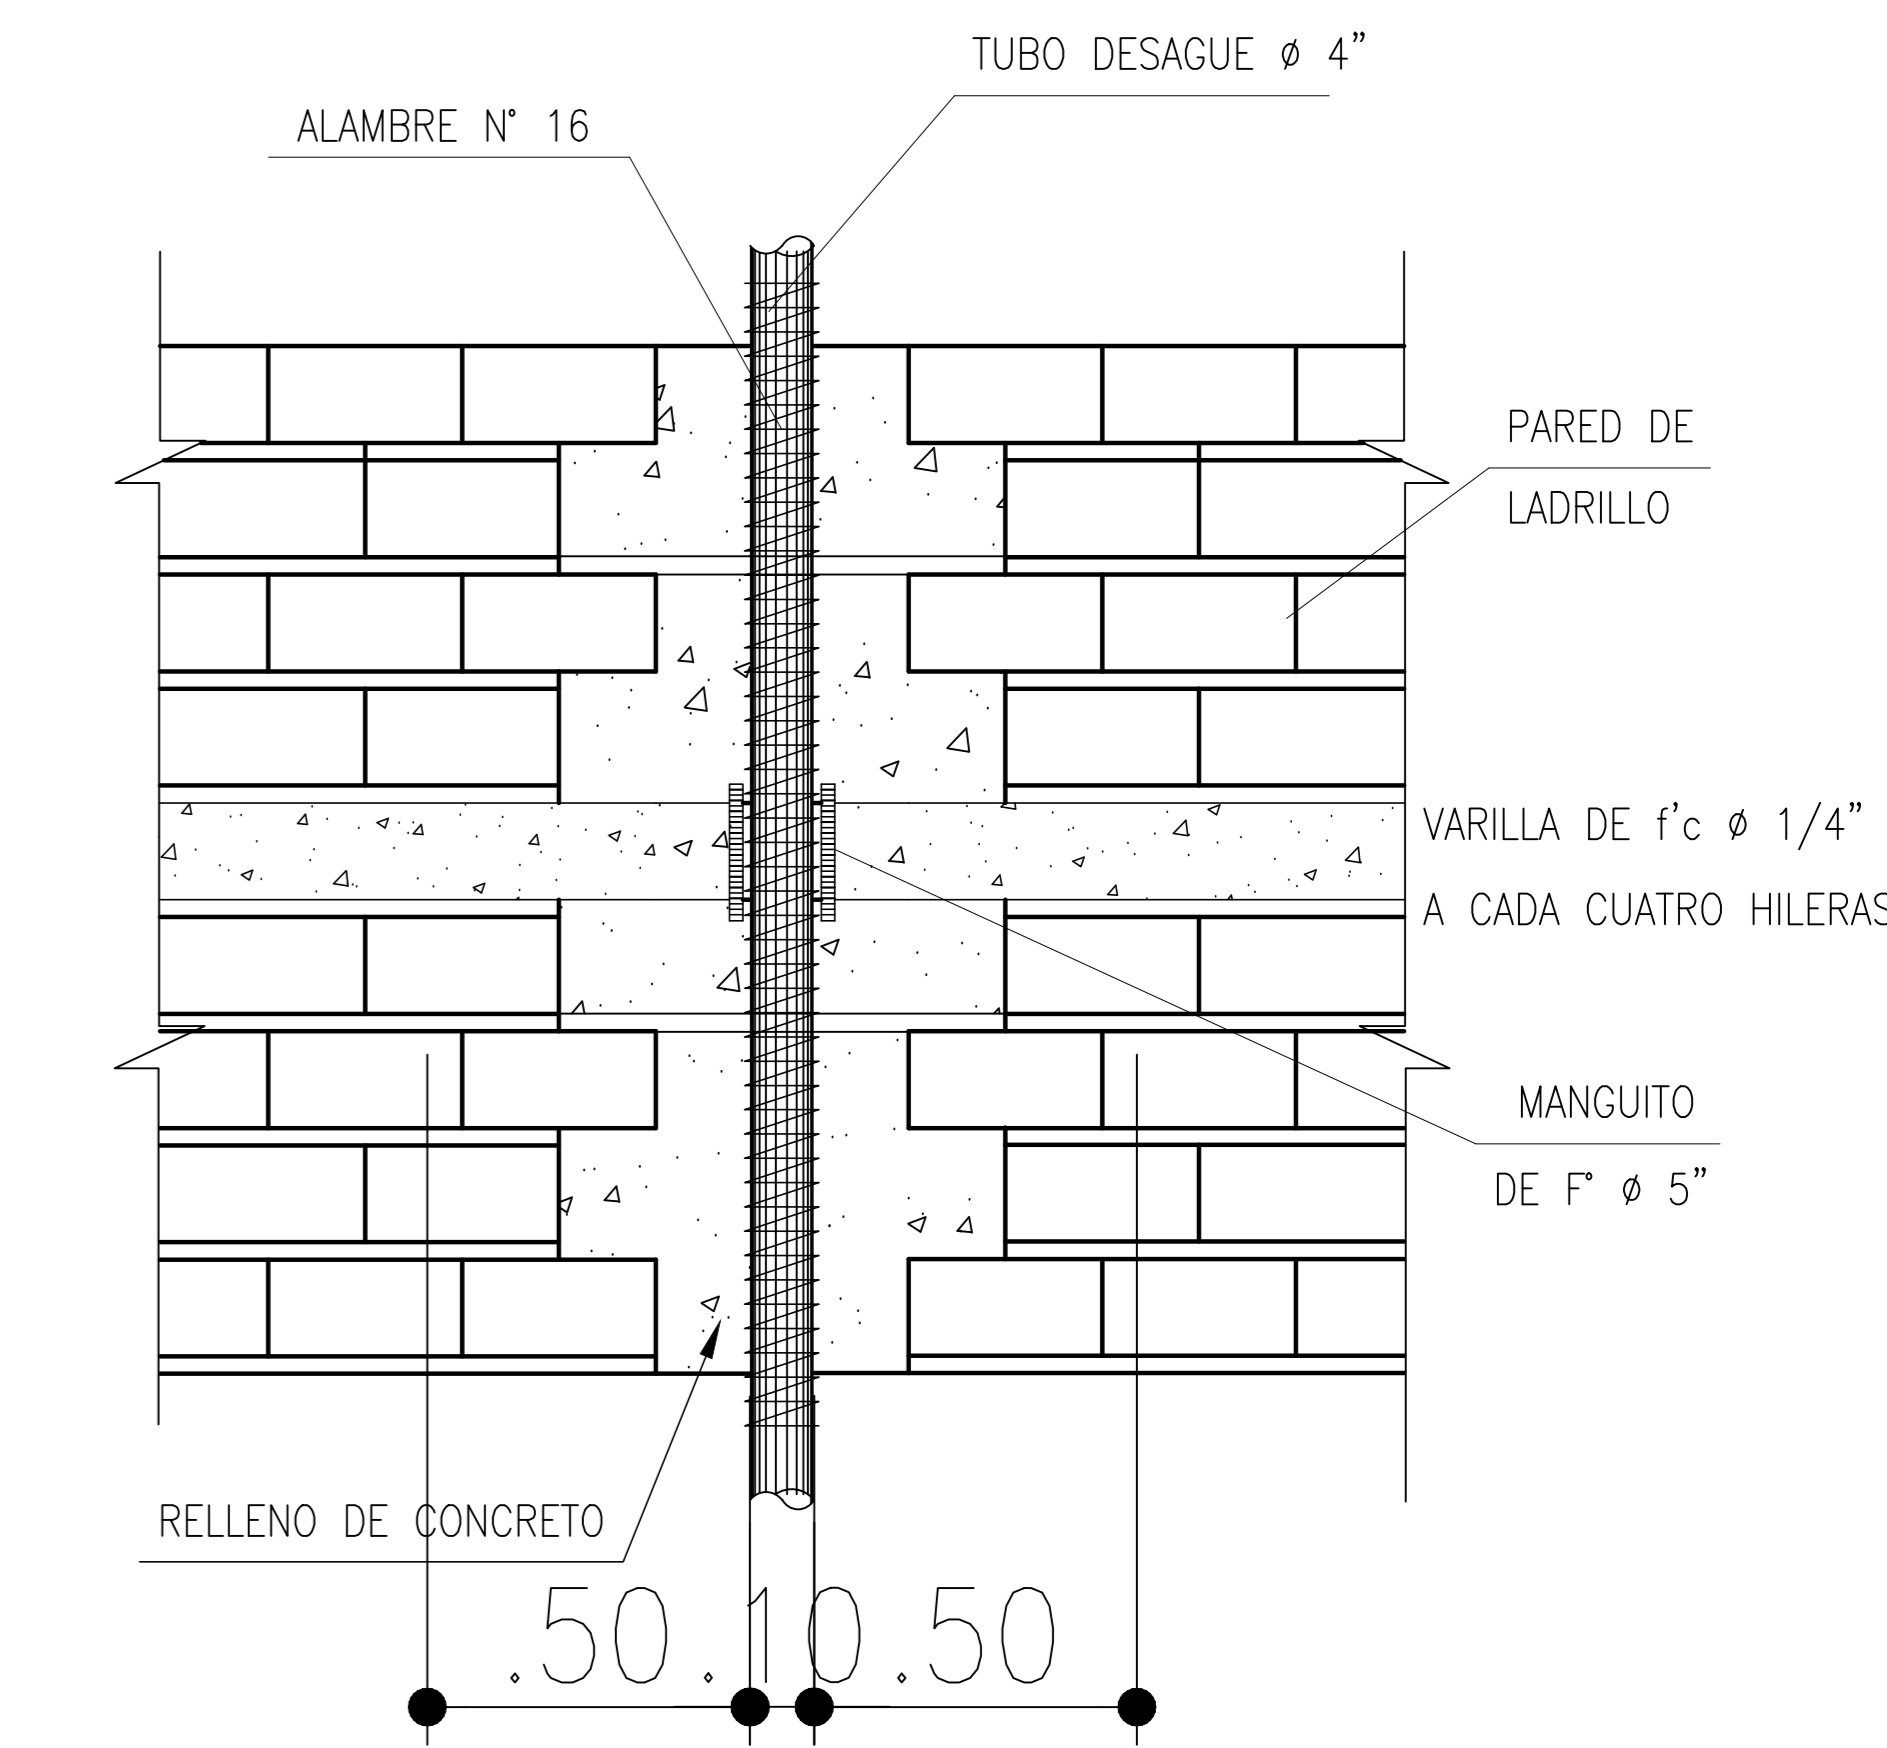 TUBO DESAGUE ø 4”
ALAMBRE N° 16
PARED DE
LADRILLO
VARILLA DE f'c ø 1/4”
A CADA CUATRO HILERAS
MANGUITO
DE F° ø 5”
RELLENO DE CONCRETO
.50 .10 .50